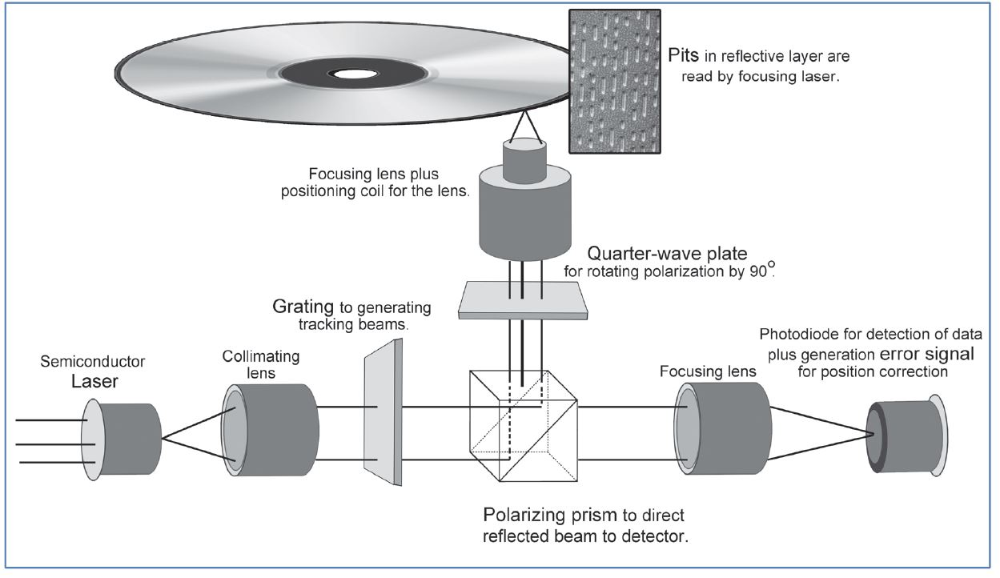 Pits in reflective layer are
read by focusing laser.
Focusing lens plus
positioning coil for the lens.
Quarter-wave plate
for rotating polarization by 90°.
Grating to generating
tracking beams.
Semiconductor
Laser
Collimating
lens
Focusing lens
Photodiode for detection of data
plus generation error signal
for position correction
Polarizing prism to direct
reflected beam to detector.